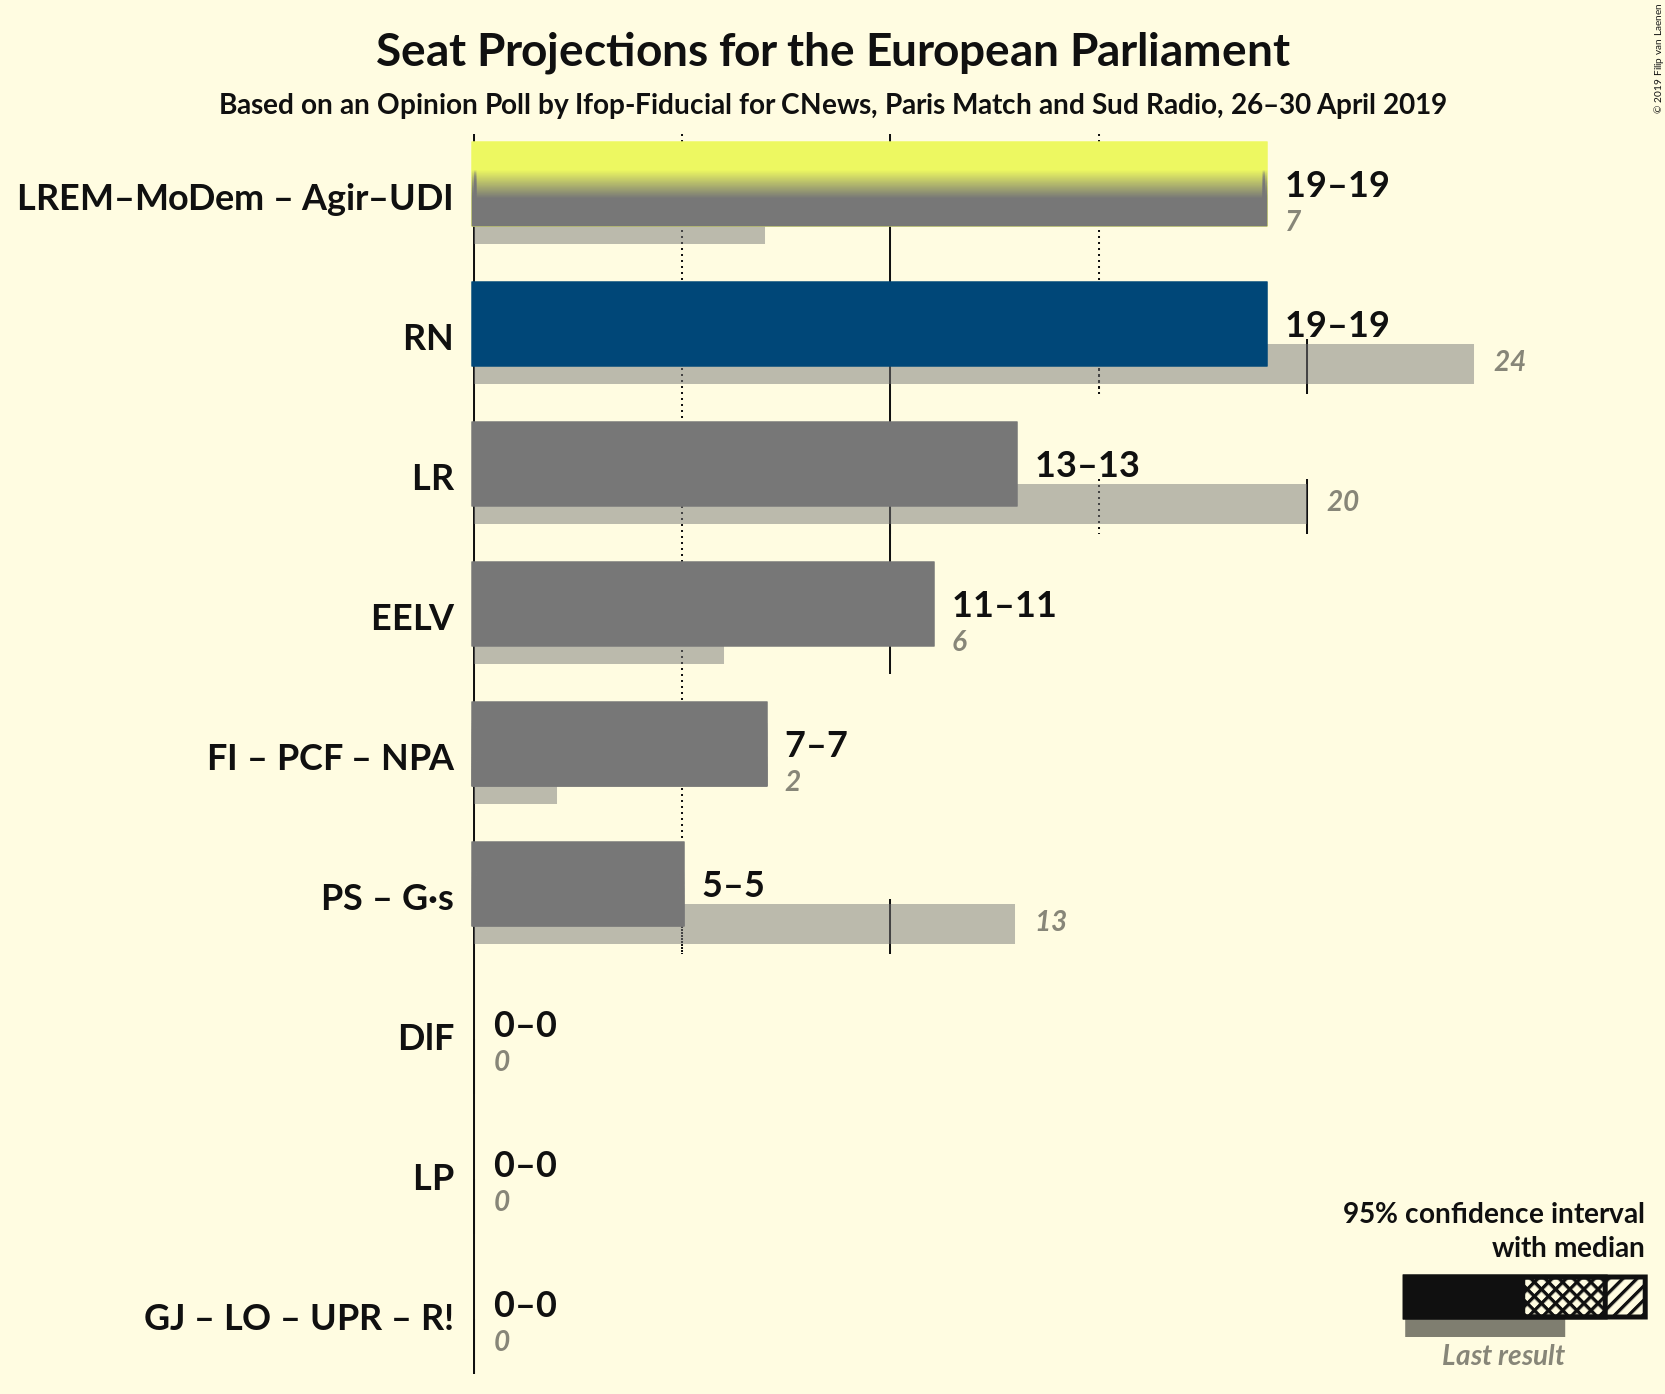 Seat Projections for the European Parliament
Based on an Opinion Poll by Ifop-Fiducial for CNews, Paris Match and Sud Radio, 26–30 April 2019
© 2019 Filip van Laenen
LREM–MoDem – Agir–UDI
19–19
7
RN
19–19
24
LR
13–13
20
EELV
11–11
6
FI – PCF – NPA
7–7
2
PS – G·s
5–5
13
DlF
0–0
0
LP
0–0
0
GJ – LO – UPR – R!
0–0
0
95% confidence interval
with median
Last result